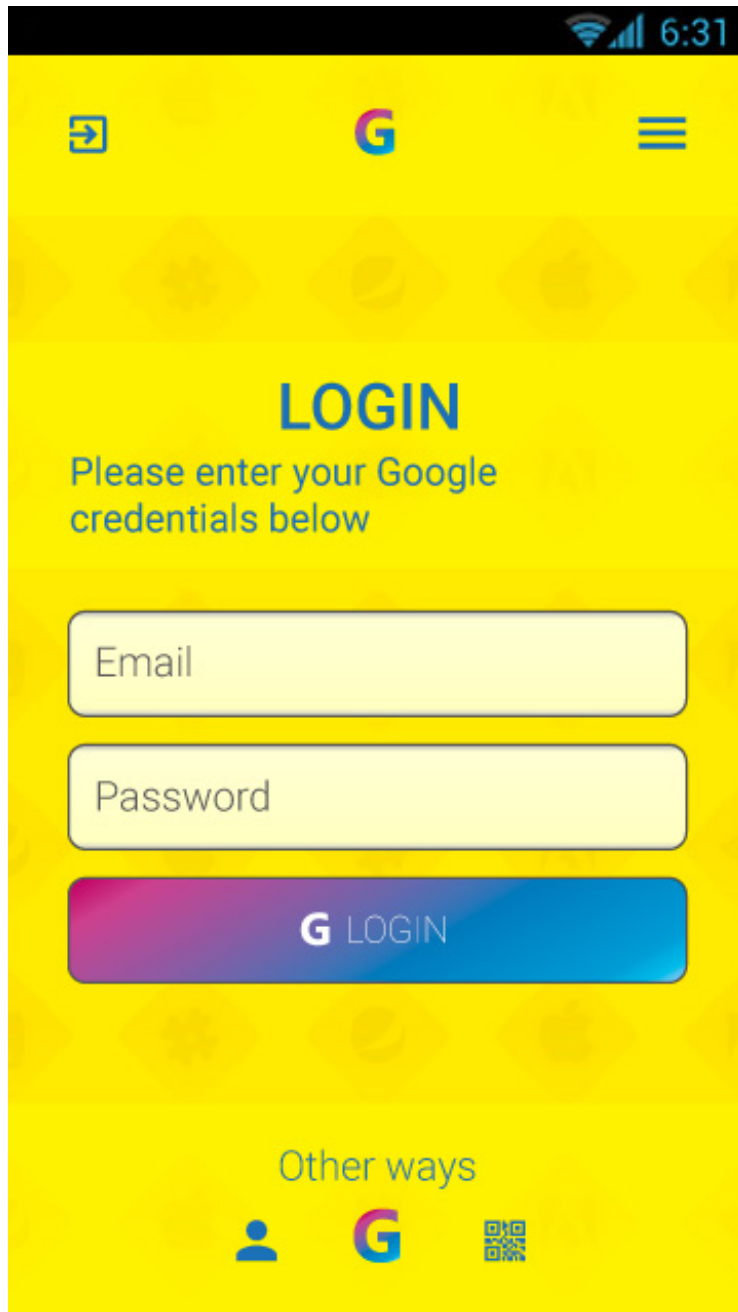 6:31
G
LOGIN
Please enter your Google
credentials below
Email
Password
G LOGIN
Other ways
G